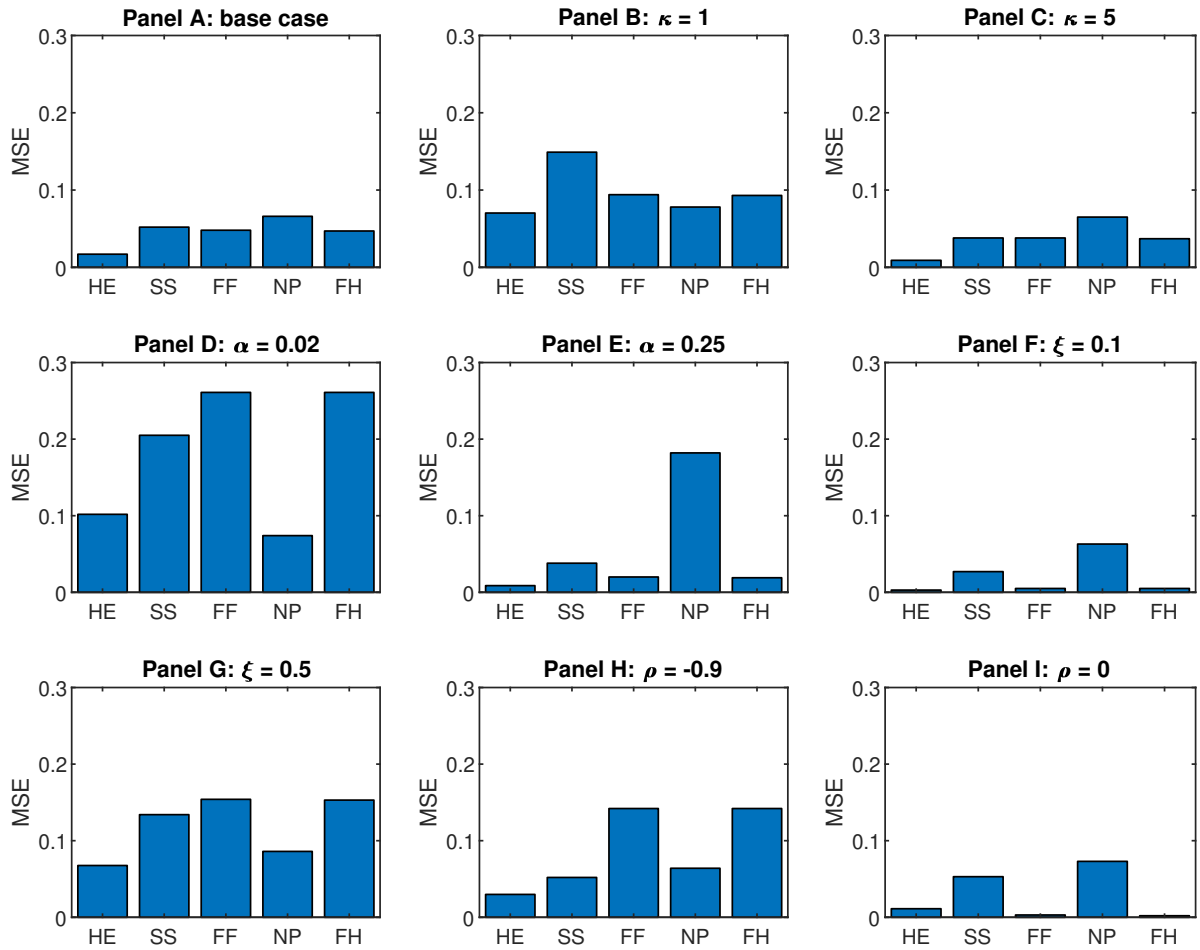 Panel A: base case
MSE
0.3
0.2
0.1
0
HE SS FF NP FH
Panel B: κ = 1
MSE
0.3
0.2
0.1
0
HE SS FF NP FH
Panel C: κ = 5
MSE
0.3
0.2
0.1
0
HE SS FF NP FH
Panel D: α = 0.02
MSE
0.3
0.2
0.1
0
HE SS FF NP FH
Panel E: α = 0.25
MSE
0.3
0.2
0.1
0
HE SS FF NP FH
Panel F: ξ = 0.1
MSE
0.3
0.2
0.1
0
HE SS FF NP FH
Panel G: ξ = 0.5
MSE
0.3
0.2
0.1
0
HE SS FF NP FH
Panel H: ρ = -0.9
MSE
0.3
0.2
0.1
0
HE SS FF NP FH
Panel I: ρ = 0
MSE
0.3
0.2
0.1
0
HE SS FF NP FH